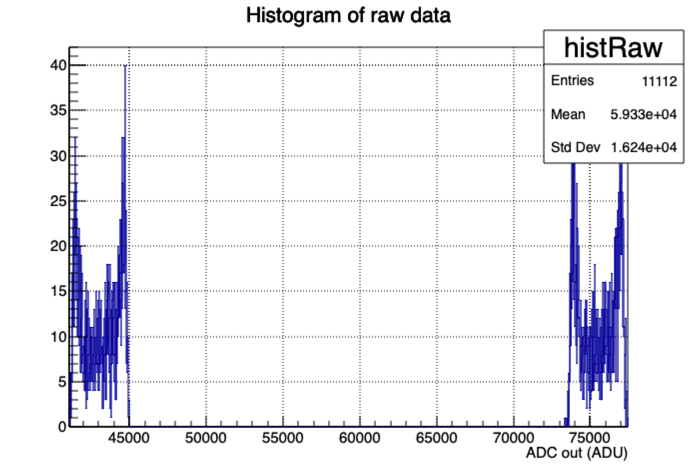 Histogram of raw data
histRaw
Entries 11112
Mean 5.933e+04
Std Dev 1.624e+04
40
35
30
25
20
15
10
5
0
45000 50000 55000 60000 65000 70000 75000
ADC out (ADU)